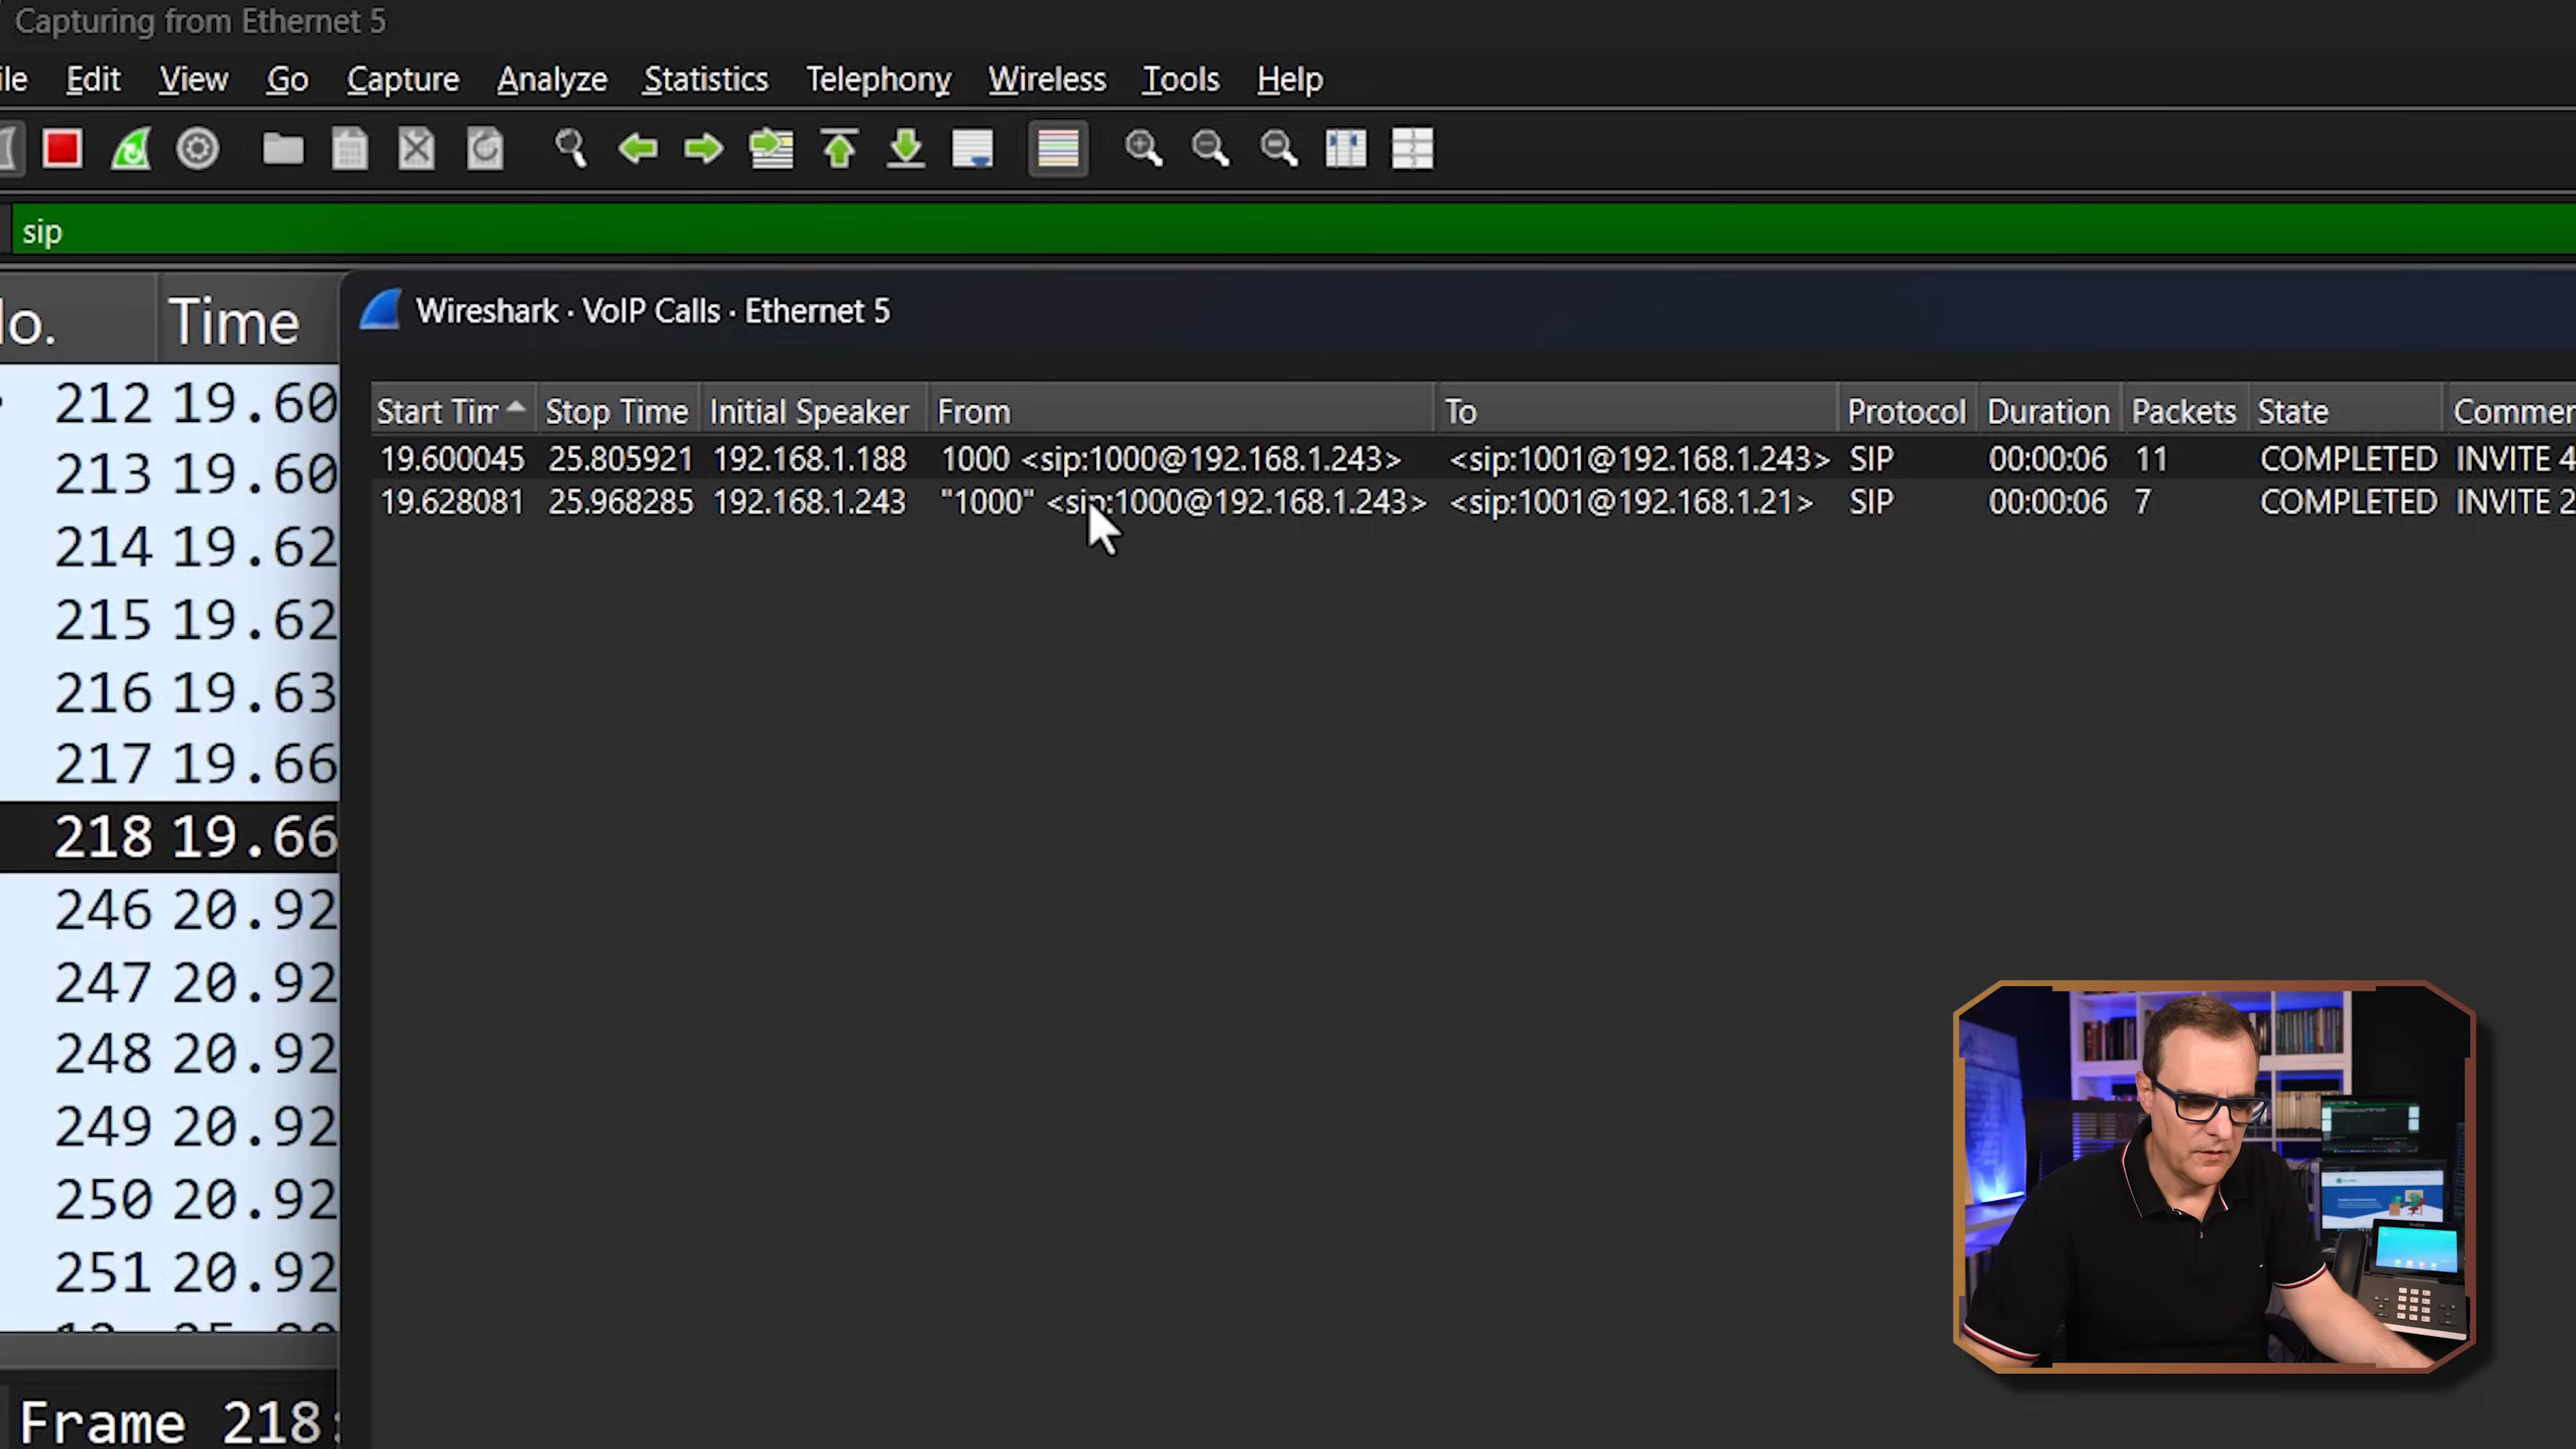 Capturing from Ethernet 5
ile Edit View Go Capture Analyze Statistics Telephony Wireless Tools Help
sip
lo. Time
Wireshark · VoIP Calls · Ethernet 5
Start Tim Stop Time Initial Speaker From To Protocol Duration Packets State Commen
19.600045 25.805921 192.168.1.188 1000 <sip:1000@192.168.1.243> <sip:1001@192.168.1.243> SIP 00:00:06 11 COMPLETED INVITE 4
19.628081 25.968285 192.168.1.243 "1000" <sip:1000@192.168.1.243> <sip:1001@192.168.1.21> SIP 00:00:06 7 COMPLETED INVITE 2
212 19.60
213 19.60
214 19.62
215 19.62
216 19.63
217 19.66
218 19.66
246 20.92
247 20.92
248 20.92
249 20.92
250 20.92
251 20.92
Frame 218: